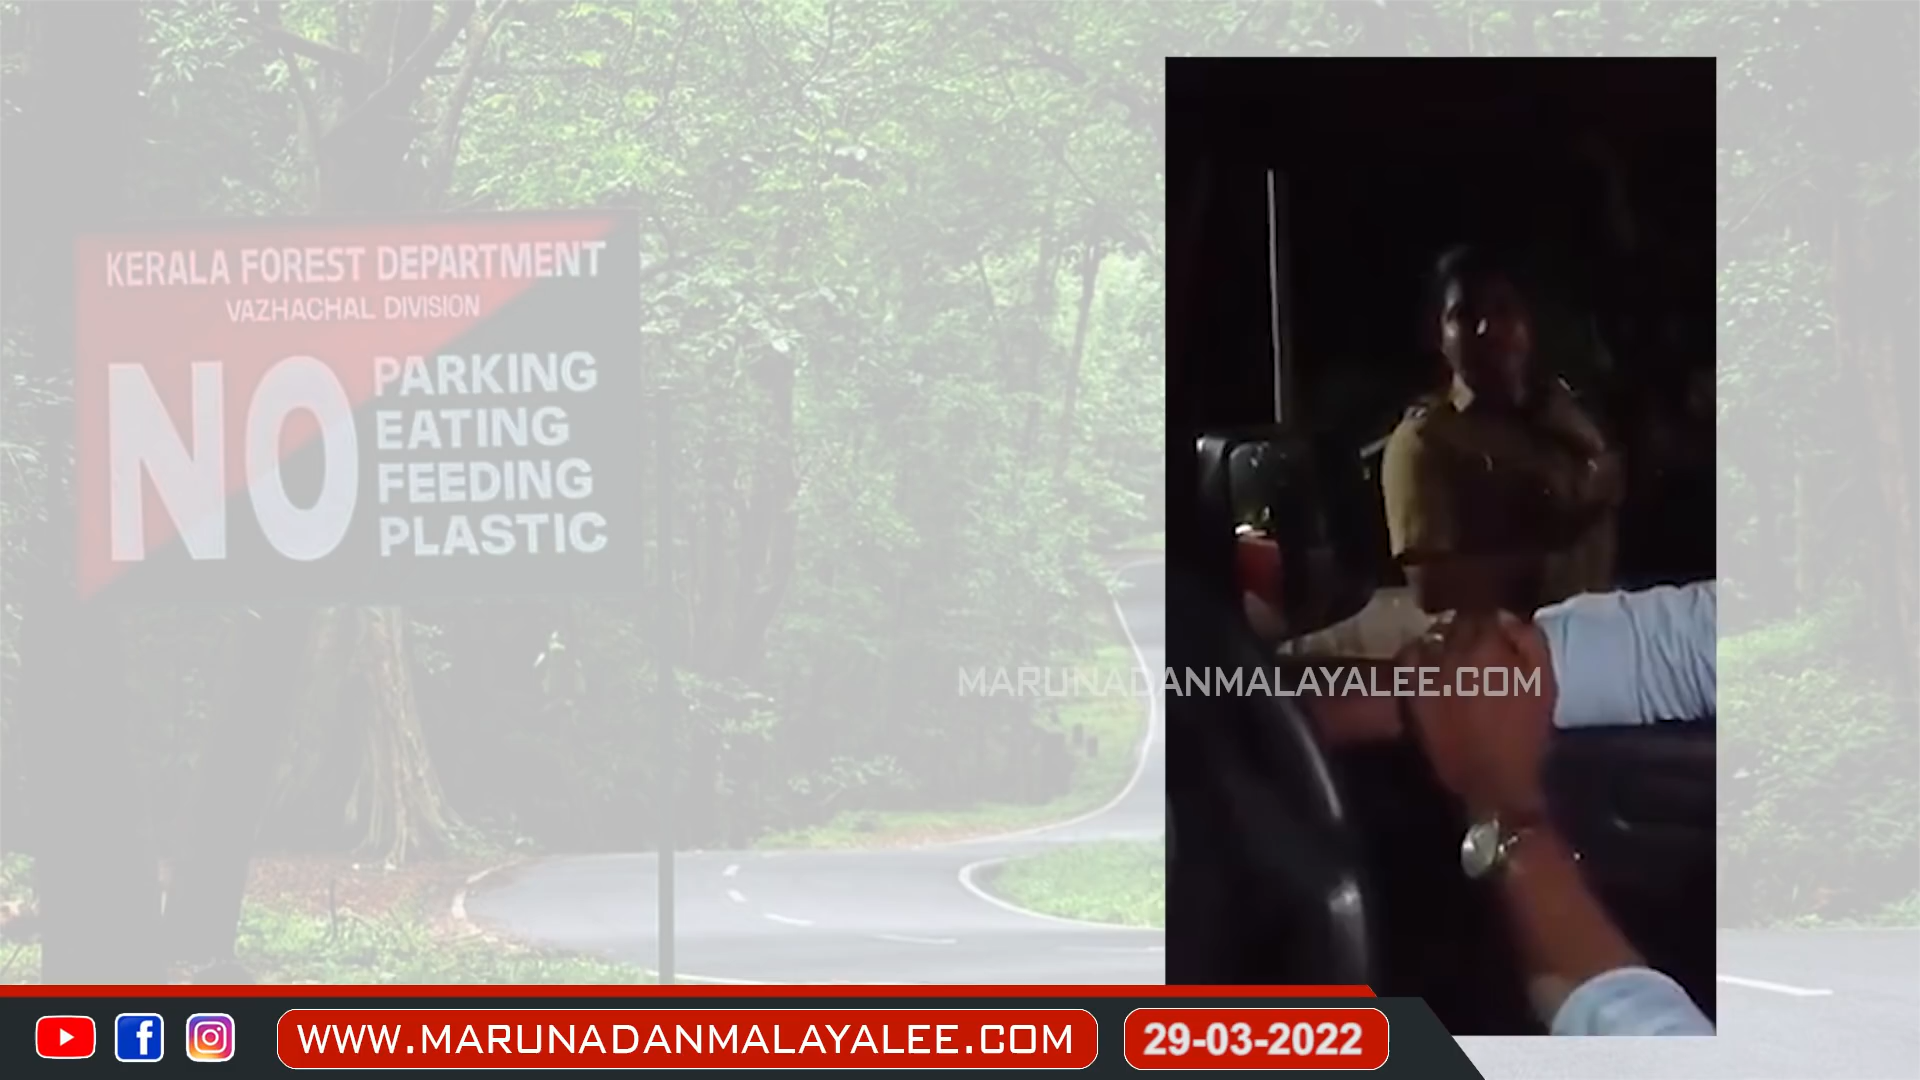 KERALA FOREST DEPARTMENT
VAZHACHAL DIVISION
NO
PARKING
EATING
FEEDING
PLASTIC
MARUNADANMALAYALEE.COM
WWW.MARUNADANMALAYALEE.COM
29-03-2022